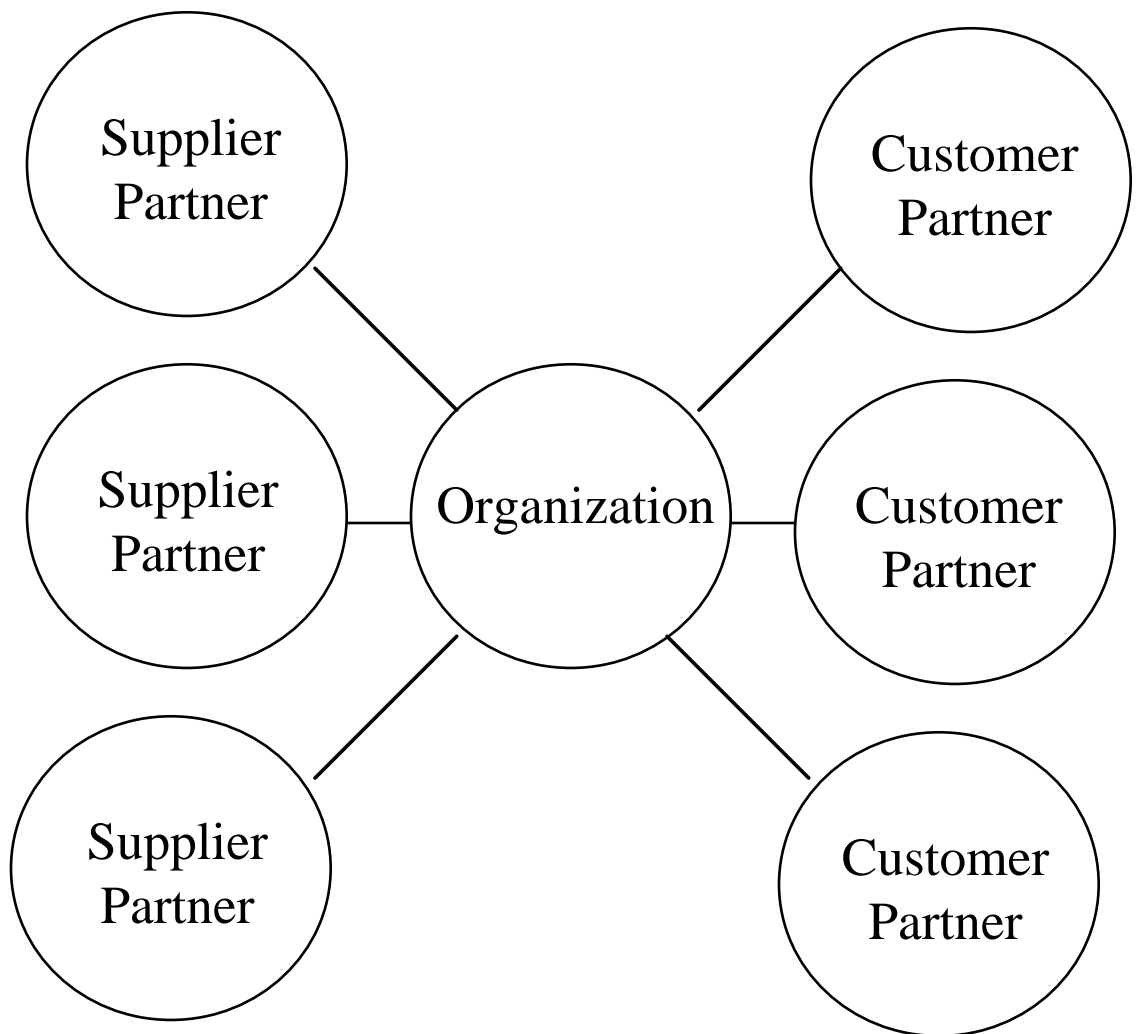 Supplier
Partner
Customer
Partner
Supplier
Partner
Organization
Customer
Partner
Supplier
Partner
Customer
Partner